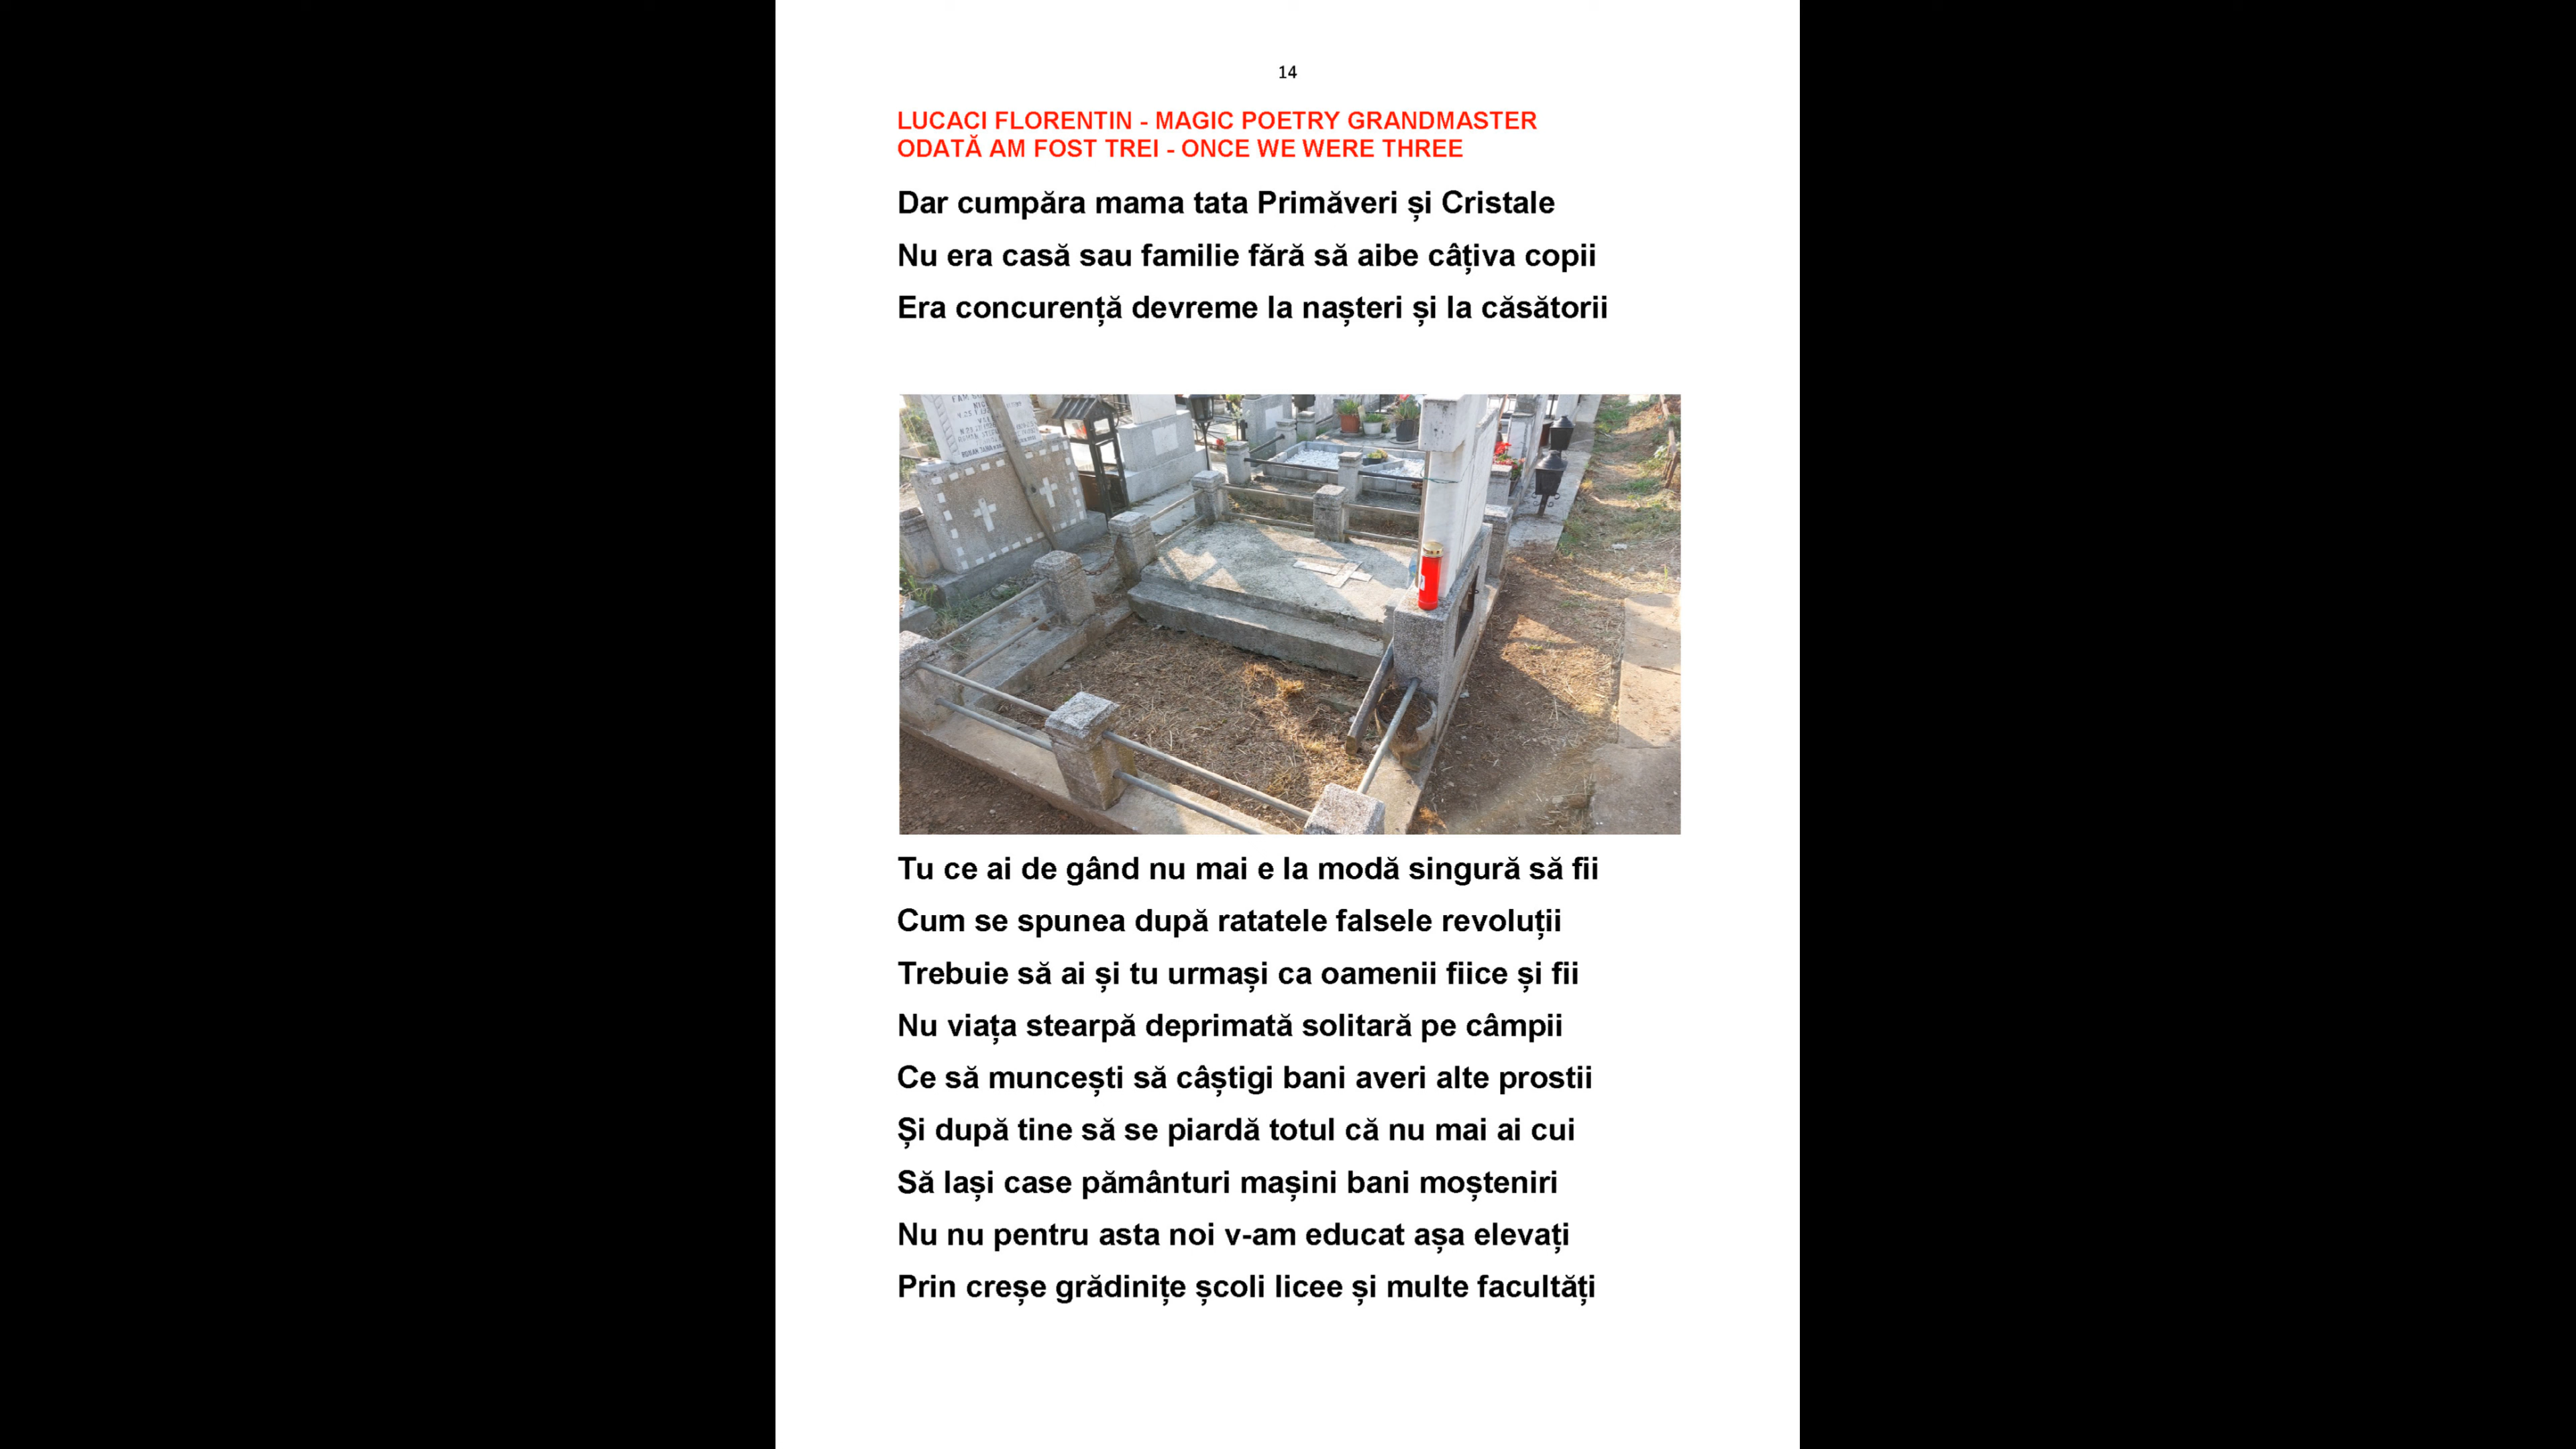 14
LUCACI FLORENTIN - MAGIC POETRY GRANDMASTER
ODATĂ AM FOST TREI - ONCE WE WERE THREE
Dar cumpăra mama tata Primăveri și Cristale
Nu era casă sau familie fără să aibe câțiva copii
Era concurență devreme la nașteri și la căsătorii
Tu ce ai de gând nu mai e la modă singură să fii
Cum se spunea după ratatele falsele revoluții
Trebuie să ai și tu urmași ca oamenii fiice și fii
Nu viața stearpă deprimată solitară pe câmpii
Ce să muncești să câștigi bani averi alte prostii
Și după tine să se piardă totul că nu mai ai cui
Să lași case pământuri mașini bani moșteniri
Nu nu pentru asta noi v-am educat așa elevați
Prin creșe grădinițe școli licee și multe facultăți